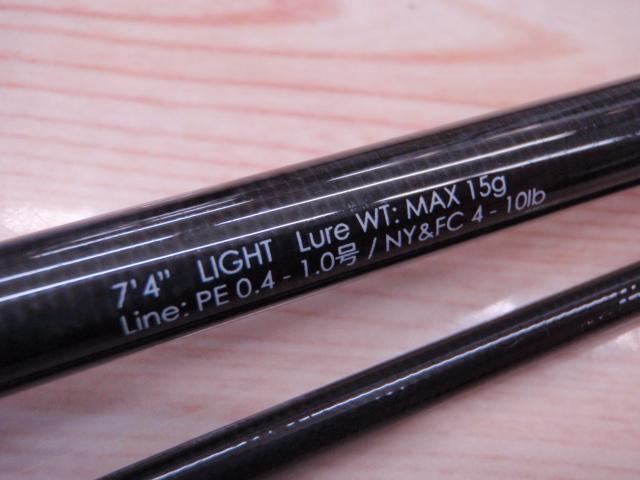 7'4" LIGHT Lure WT: MAX 15g
Line: PE 0.4 - 1.0号 / NY&FC 4 - 10lb